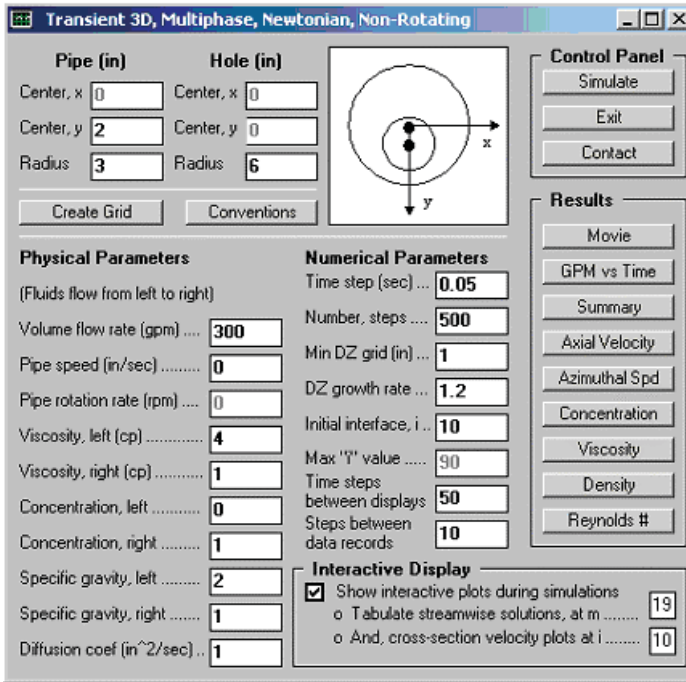 Transient 3D, Multiphase, Newtonian, Non-Rotating
Pipe (in) Hole (in)
Center, x 0 Center, x 0
Center, y 2 Center, y 0
Radius 3 Radius 6
Create Grid Conventions
x
y
Control Panel
Simulate
Exit
Contact
Results
Movie
GPM vs Time
Summary
Axial Velocity
Azimuthal Spd
Concentration
Viscosity
Density
Reynolds #
Physical Parameters
(Fluids flow from left to right)
Volume flow rate (gpm) .... 300
Pipe speed (in/sec) ......... 0
Pipe rotation rate (rpm) .... 0
Viscosity, left (cp) ............. 4
Viscosity, right (cp) ........... 1
Concentration, left ........... 0
Concentration, right ........ 1
Specific gravity, left ......... 2
Specific gravity, right ....... 1
Diffusion coef (in^2/sec) .. 1
Numerical Parameters
Time step (sec) ... 0.05
Number, steps .... 500
Min DZ grid (in) ... 1
DZ growth rate ... 1.2
Initial interface, i .. 10
Max "i" value ..... 90
Time steps
between displays 50
Steps between
data records 10
Interactive Display
Show interactive plots during simulations
o Tabulate streamwise solutions, at m ........ 19
o And, cross-section velocity plots at i ........ 10